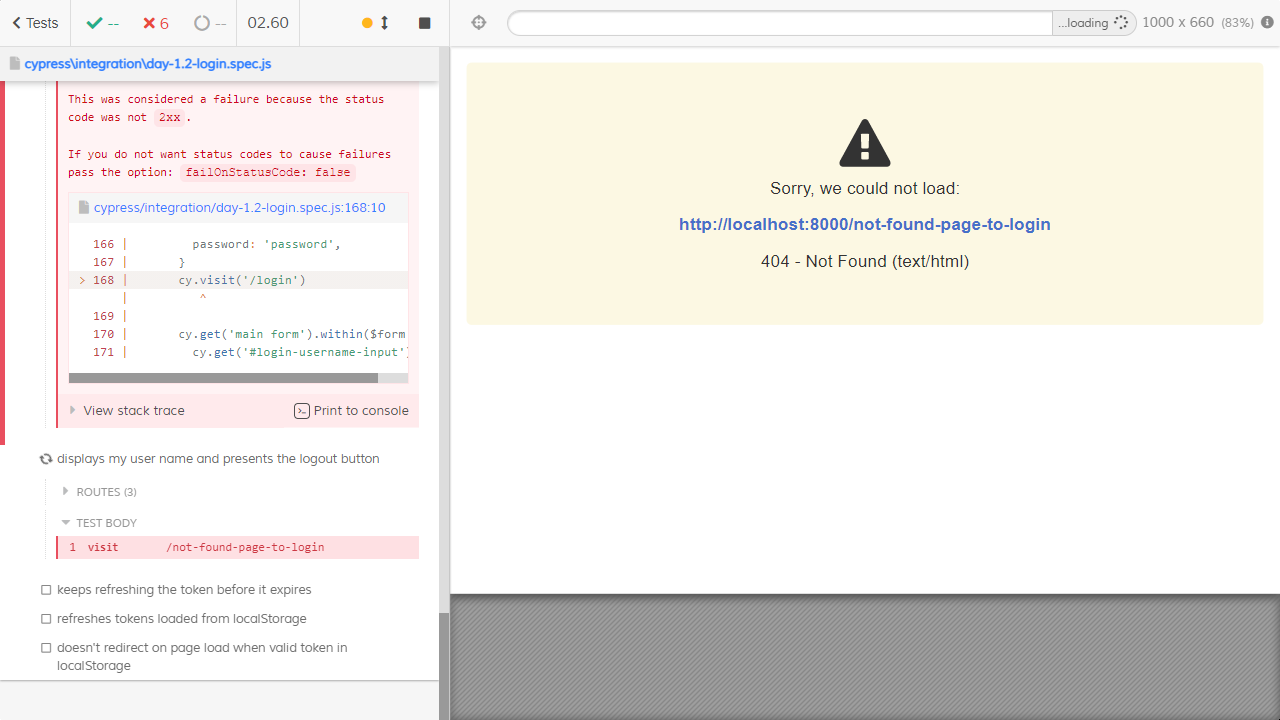 Tests
--
6
--
02.60
...loading
1000 x 660 (83%)
cypress\integration\day-1.2-login.spec.js
This was considered a failure because the status
code was not 2xx.
If you do not want status codes to cause failures
pass the option: failOnStatusCode: false
cypress/integration/day-1.2-login.spec.js:168:10
166 | password: 'password',
167 | }
> 168 | cy.visit('/login')
| ^
169 |
170 | cy.get('main form').within($form
171 | cy.get('#login-username-input')
View stack trace
Print to console
displays my user name and presents the logout button
ROUTES (3)
TEST BODY
1 visit /not-found-page-to-login
keeps refreshing the token before it expires
refreshes tokens loaded from localStorage
doesn't redirect on page load when valid token in
localStorage
Sorry, we could not load:
http://localhost:8000/not-found-page-to-login
404 - Not Found (text/html)